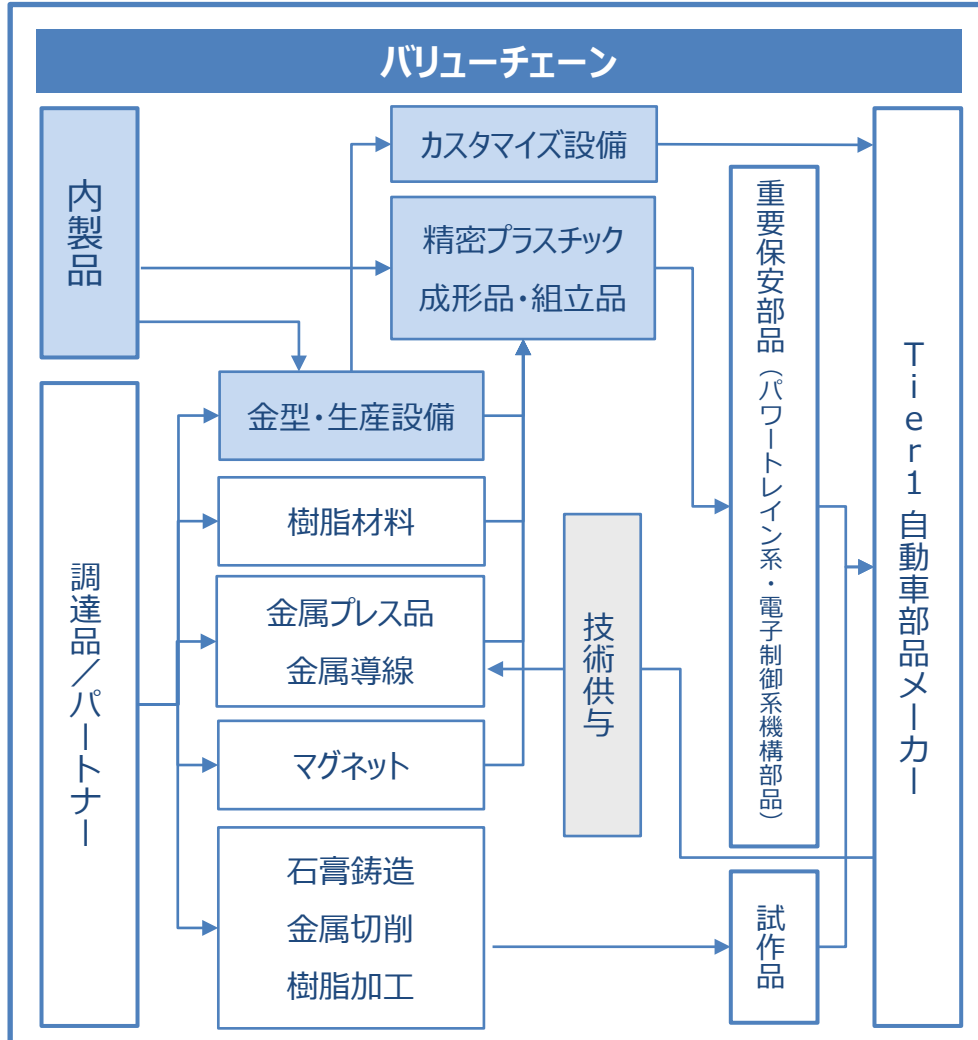 バリューチェーン
内製品
カスタマイズ設備
精密プラスチック
成形品・組立品
金型・生産設備
調達品／パートナー
樹脂材料
金属プレス品
金属導線
マグネット
石膏鋳造
金属切削
樹脂加工
技術供与
重要保安部品（パワートレイン系・電子制御系機構部品）
試作品
Tier1自動車部品メーカー